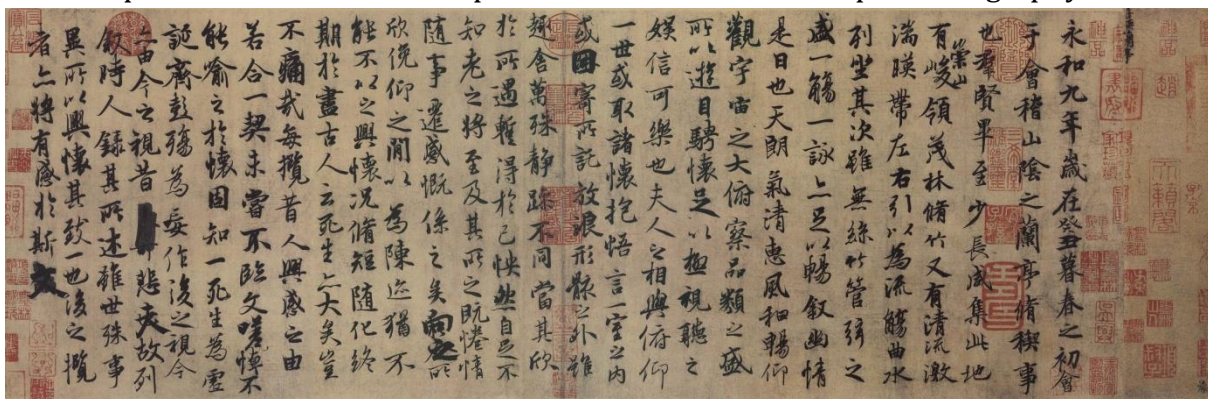 永和九年歲在癸丑暮春之初會
于會稽山陰之蘭亭脩稧事
也羣賢畢至少長咸集此地
有崇山峻領茂林脩竹又有清流激
湍暎帶左右引以為流觴曲水
列坐其次雖無絲竹管弦之
盛一觴一詠亦足以暢敘幽情
是日也天朗氣清惠風和暢仰
觀宇宙之大俯察品類之盛
所以遊目騁懷足以極視聽之
娛信可樂也夫人之相與俯仰
一世或取諸懷抱悟言一室之內
或因寄所託放浪形骸之外雖
趣舍萬殊靜躁不同當其欣
於所遇蹔得於己怏然自足不
知老之將至及其所之既惓情
隨事遷感慨係之矣向之所
欣俛仰之閒以為陳迹猶不
能不以之興懷況脩短隨化終
期於盡古人云死生亦大矣豈
不痛哉每攬昔人興感之由
若合一契未嘗不臨文嗟悼不
能喻之於懷固知一死生為虛
誕齊彭殤為妄作後之視今
亦由今之視昔悲夫故列
敘時人錄其所述雖世殊事
異所以興懷其致一也後之攬
者亦將有感於斯文